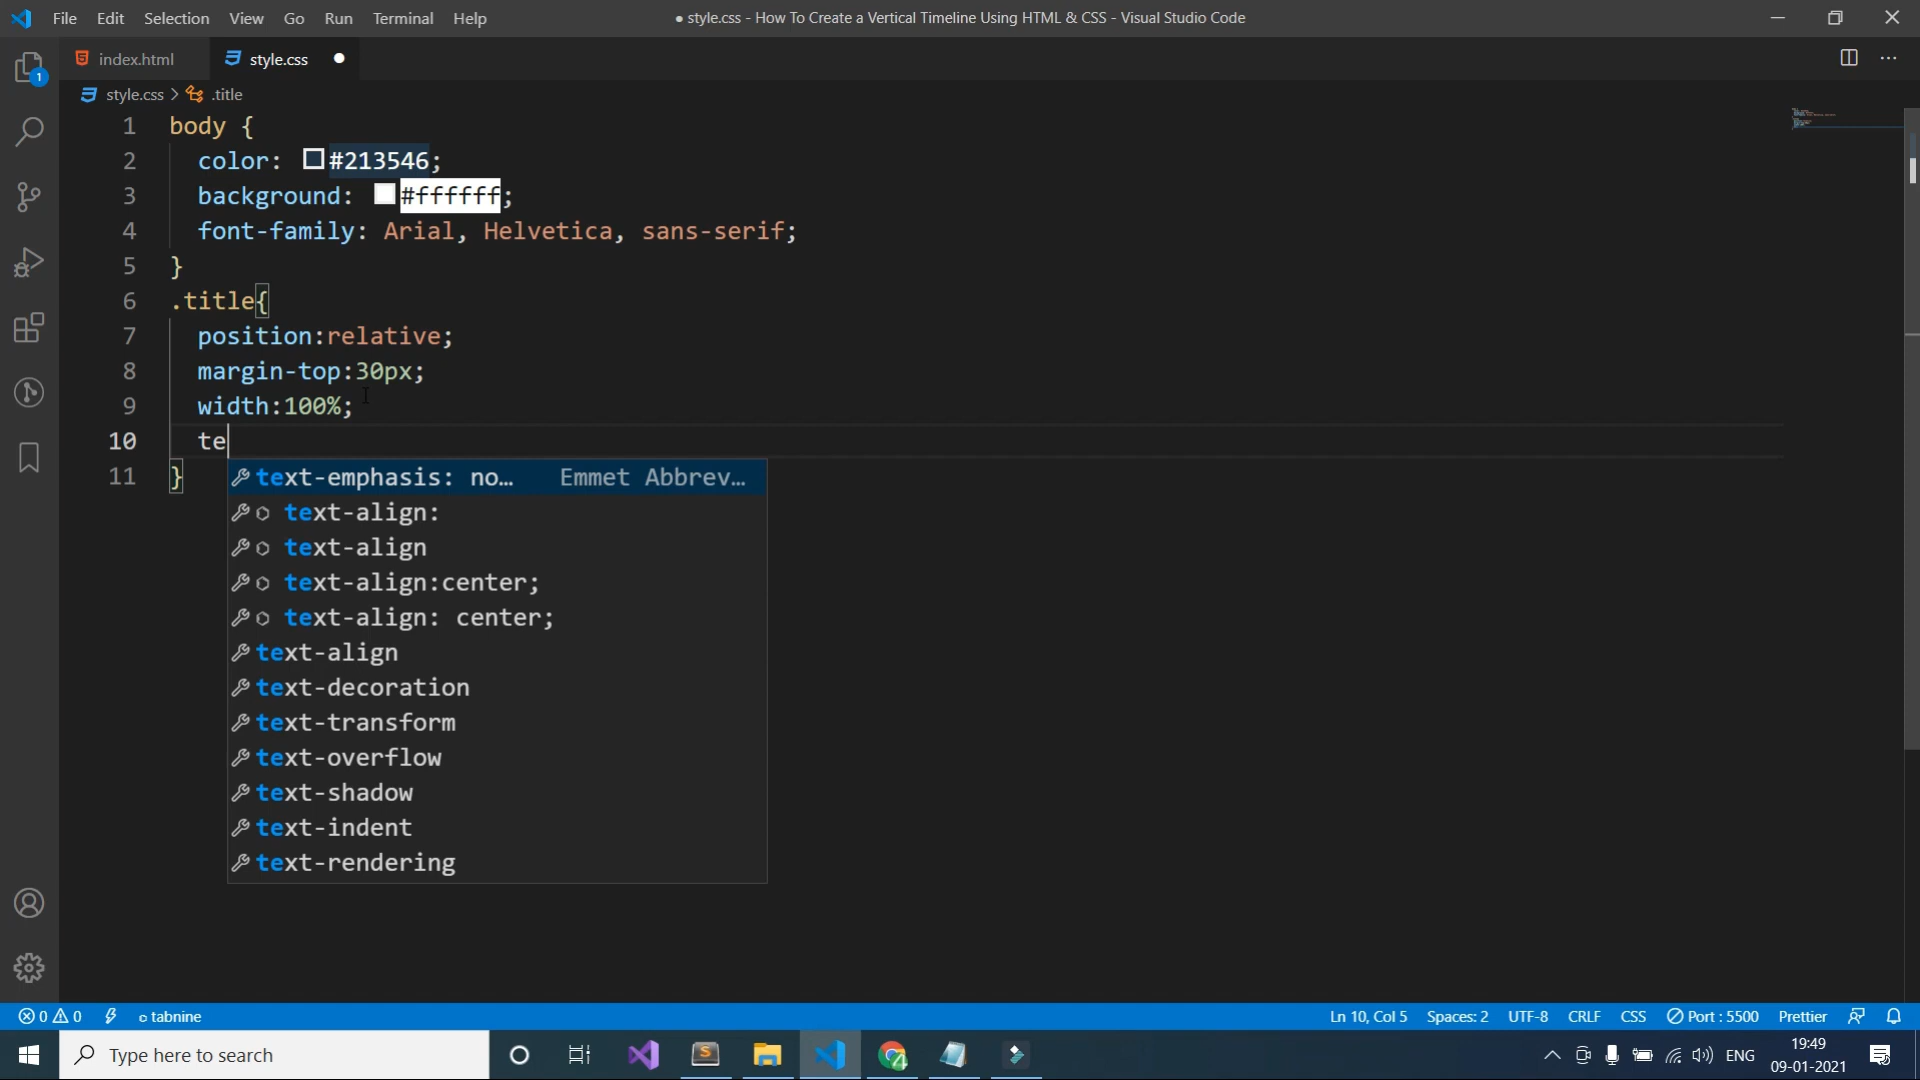 File Edit Selection View Go Run Terminal Help
● style.css - How To Create a Vertical Timeline Using HTML & CSS - Visual Studio Code
index.html
style.css ●
style.css > .title
1 body {
2 color: #213546;
3 background: #ffffff;
4 font-family: Arial, Helvetica, sans-serif;
5 }
6 .title{
7 position:relative;
8 margin-top:30px;
9 width:100%;
10 te
11 }
text-emphasis: no… Emmet Abbrev…
text-align:
text-align
text-align:center;
text-align: center;
text-align
text-decoration
text-transform
text-overflow
text-shadow
text-indent
text-rendering
1
0 0 tabnine
Ln 10, Col 5 Spaces: 2 UTF-8 CRLF CSS Port : 5500 Prettier
Type here to search
ENG
19:49
09-01-2021